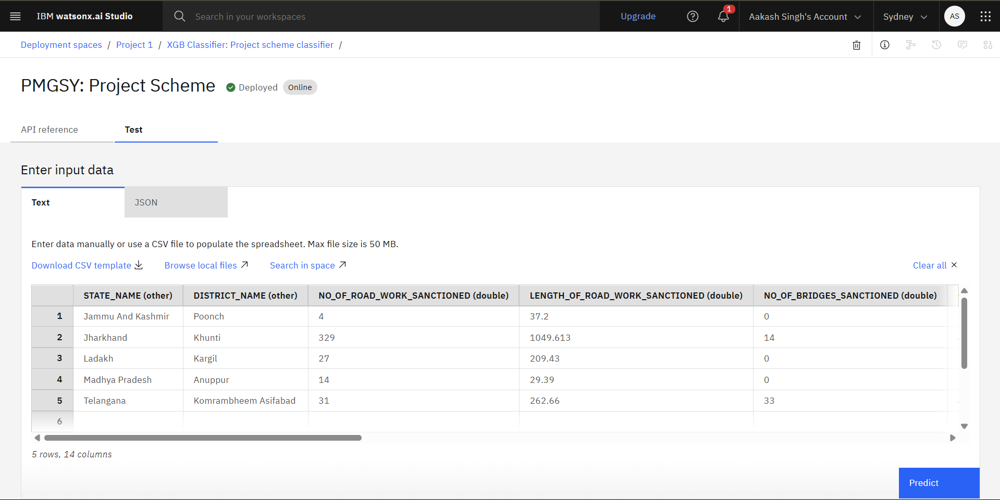 IBM watsonx.ai Studio
Search in your workspaces
Upgrade
1
Aakash Singh's Account
Sydney
AS
Deployment spaces / Project 1 / XGB Classifier: Project scheme classifier /
PMGSY: Project Scheme
Deployed
Online
API reference
Test
Enter input data
Text
JSON
Enter data manually or use a CSV file to populate the spreadsheet. Max file size is 50 MB.
Download CSV template
Browse local files
Search in space
Clear all
STATE_NAME (other) DISTRICT_NAME (other) NO_OF_ROAD_WORK_SANCTIONED (double) LENGTH_OF_ROAD_WORK_SANCTIONED (double) NO_OF_BRIDGES_SANCTIONED (double)
1 Jammu And Kashmir Poonch 4 37.2 0
2 Jharkhand Khunti 329 1049.613 14
3 Ladakh Kargil 27 209.43 0
4 Madhya Pradesh Anuppur 14 29.39 0
5 Telangana Komrambheem Asifabad 31 262.66 33
6
5 rows, 14 columns
Predict